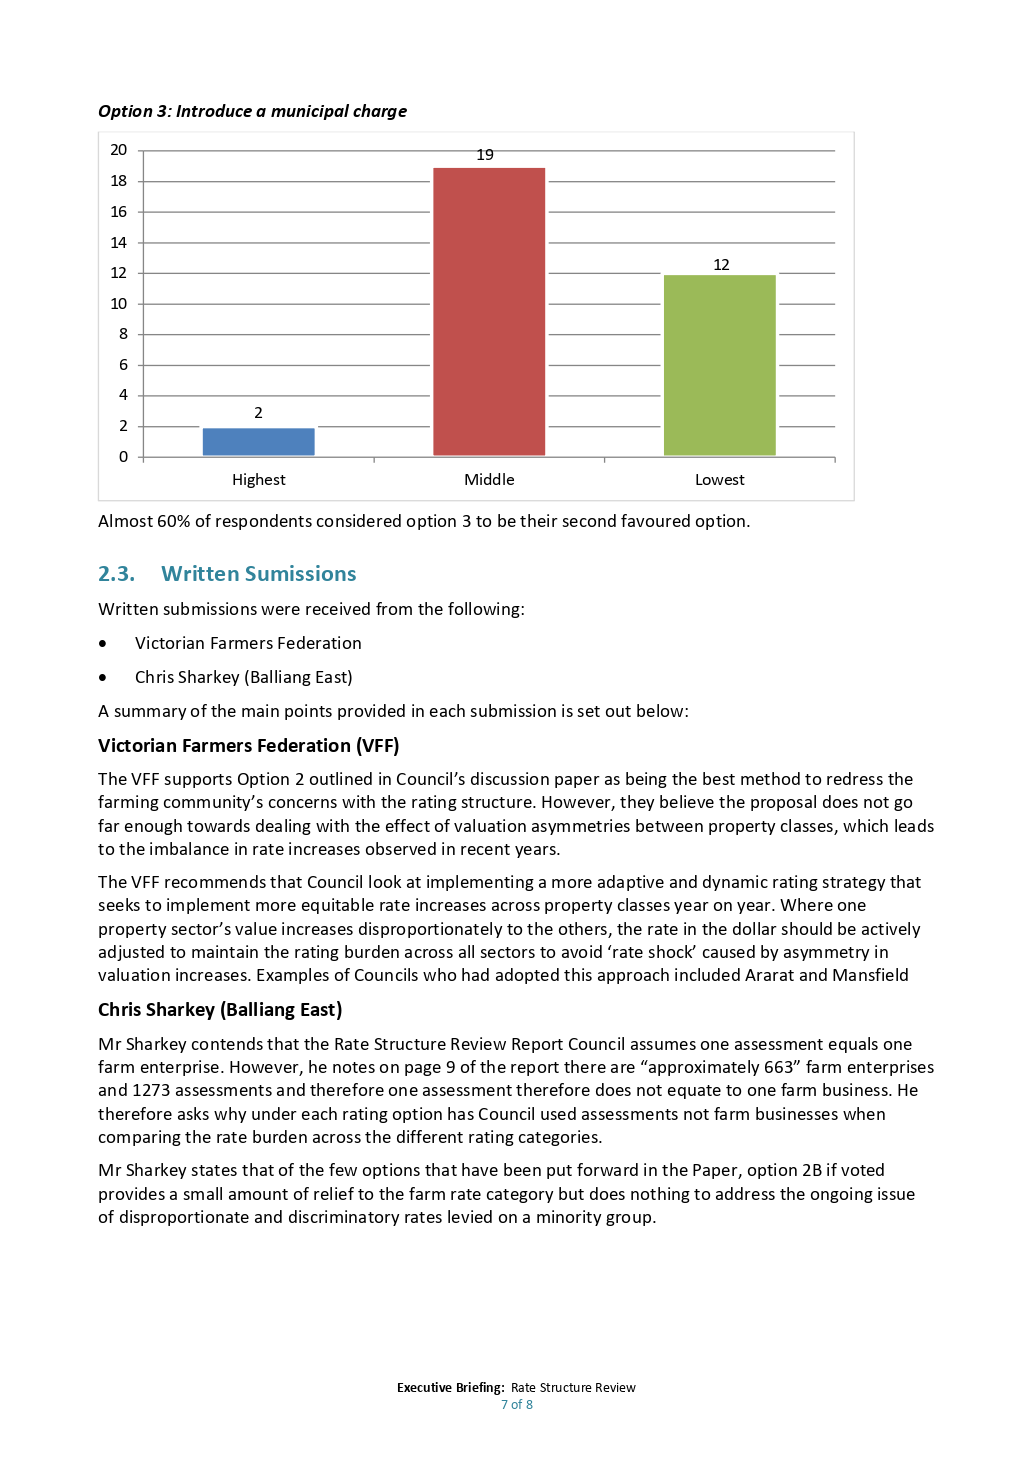 Option 3: Introduce a municipal charge
20
18
16
14
12
10
8
6
4
2
0
2
19
12
Highest
Middle
Lowest
Almost 60% of respondents considered option 3 to be their second favoured option.
2.3. Written Sumissions
Written submissions were received from the following:
• Victorian Farmers Federation
• Chris Sharkey (Balliang East)
A summary of the main points provided in each submission is set out below:
Victorian Farmers Federation (VFF)
The VFF supports Option 2 outlined in Council’s discussion paper as being the best method to redress the
farming community’s concerns with the rating structure. However, they believe the proposal does not go
far enough towards dealing with the effect of valuation asymmetries between property classes, which leads
to the imbalance in rate increases observed in recent years.
The VFF recommends that Council look at implementing a more adaptive and dynamic rating strategy that
seeks to implement more equitable rate increases across property classes year on year. Where one
property sector’s value increases disproportionately to the others, the rate in the dollar should be actively
adjusted to maintain the rating burden across all sectors to avoid ‘rate shock’ caused by asymmetry in
valuation increases. Examples of Councils who had adopted this approach included Ararat and Mansfield
Chris Sharkey (Balliang East)
Mr Sharkey contends that the Rate Structure Review Report Council assumes one assessment equals one
farm enterprise. However, he notes on page 9 of the report there are “approximately 663” farm enterprises
and 1273 assessments and therefore one assessment therefore does not equate to one farm business. He
therefore asks why under each rating option has Council used assessments not farm businesses when
comparing the rate burden across the different rating categories.
Mr Sharkey states that of the few options that have been put forward in the Paper, option 2B if voted
provides a small amount of relief to the farm rate category but does nothing to address the ongoing issue
of disproportionate and discriminatory rates levied on a minority group.
Executive Briefing: Rate Structure Review
7 of 8